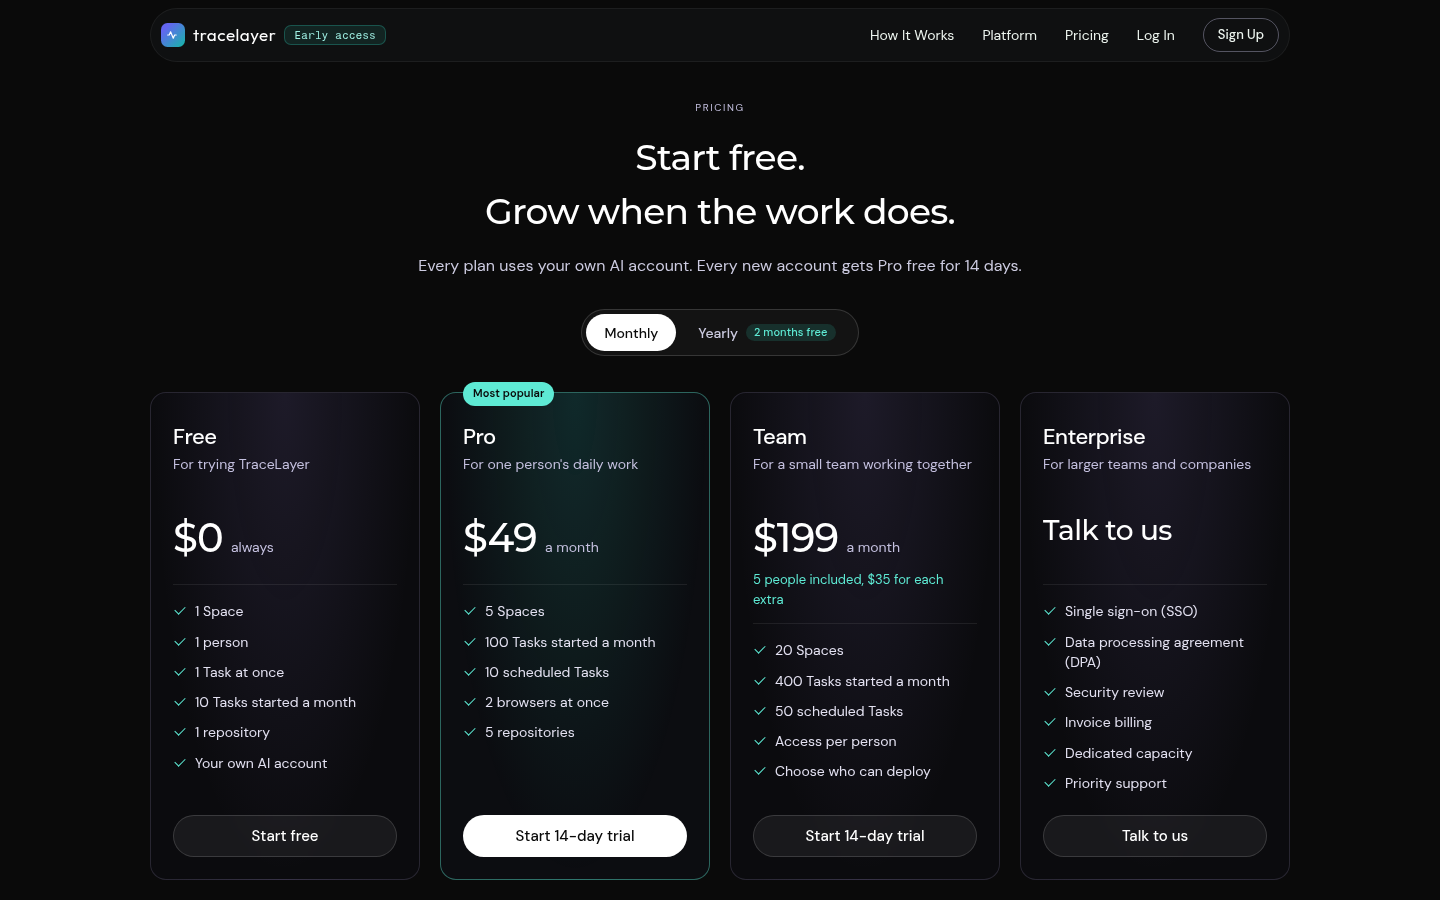 tracelayer
Early access
How It Works
Platform
Pricing
Log In
Sign Up
PRICING
Start free.
Grow when the work does.
Every plan uses your own AI account. Every new account gets Pro free for 14 days.
Monthly
Yearly
2 months free
Free
For trying TraceLayer
$0 always
1 Space
1 person
1 Task at once
10 Tasks started a month
1 repository
Your own AI account
Start free
Most popular
Pro
For one person's daily work
$49 a month
5 Spaces
100 Tasks started a month
10 scheduled Tasks
2 browsers at once
5 repositories
Start 14-day trial
Team
For a small team working together
$199 a month
5 people included, $35 for each
extra
20 Spaces
400 Tasks started a month
50 scheduled Tasks
Access per person
Choose who can deploy
Start 14-day trial
Enterprise
For larger teams and companies
Talk to us
Single sign-on (SSO)
Data processing agreement
(DPA)
Security review
Invoice billing
Dedicated capacity
Priority support
Talk to us